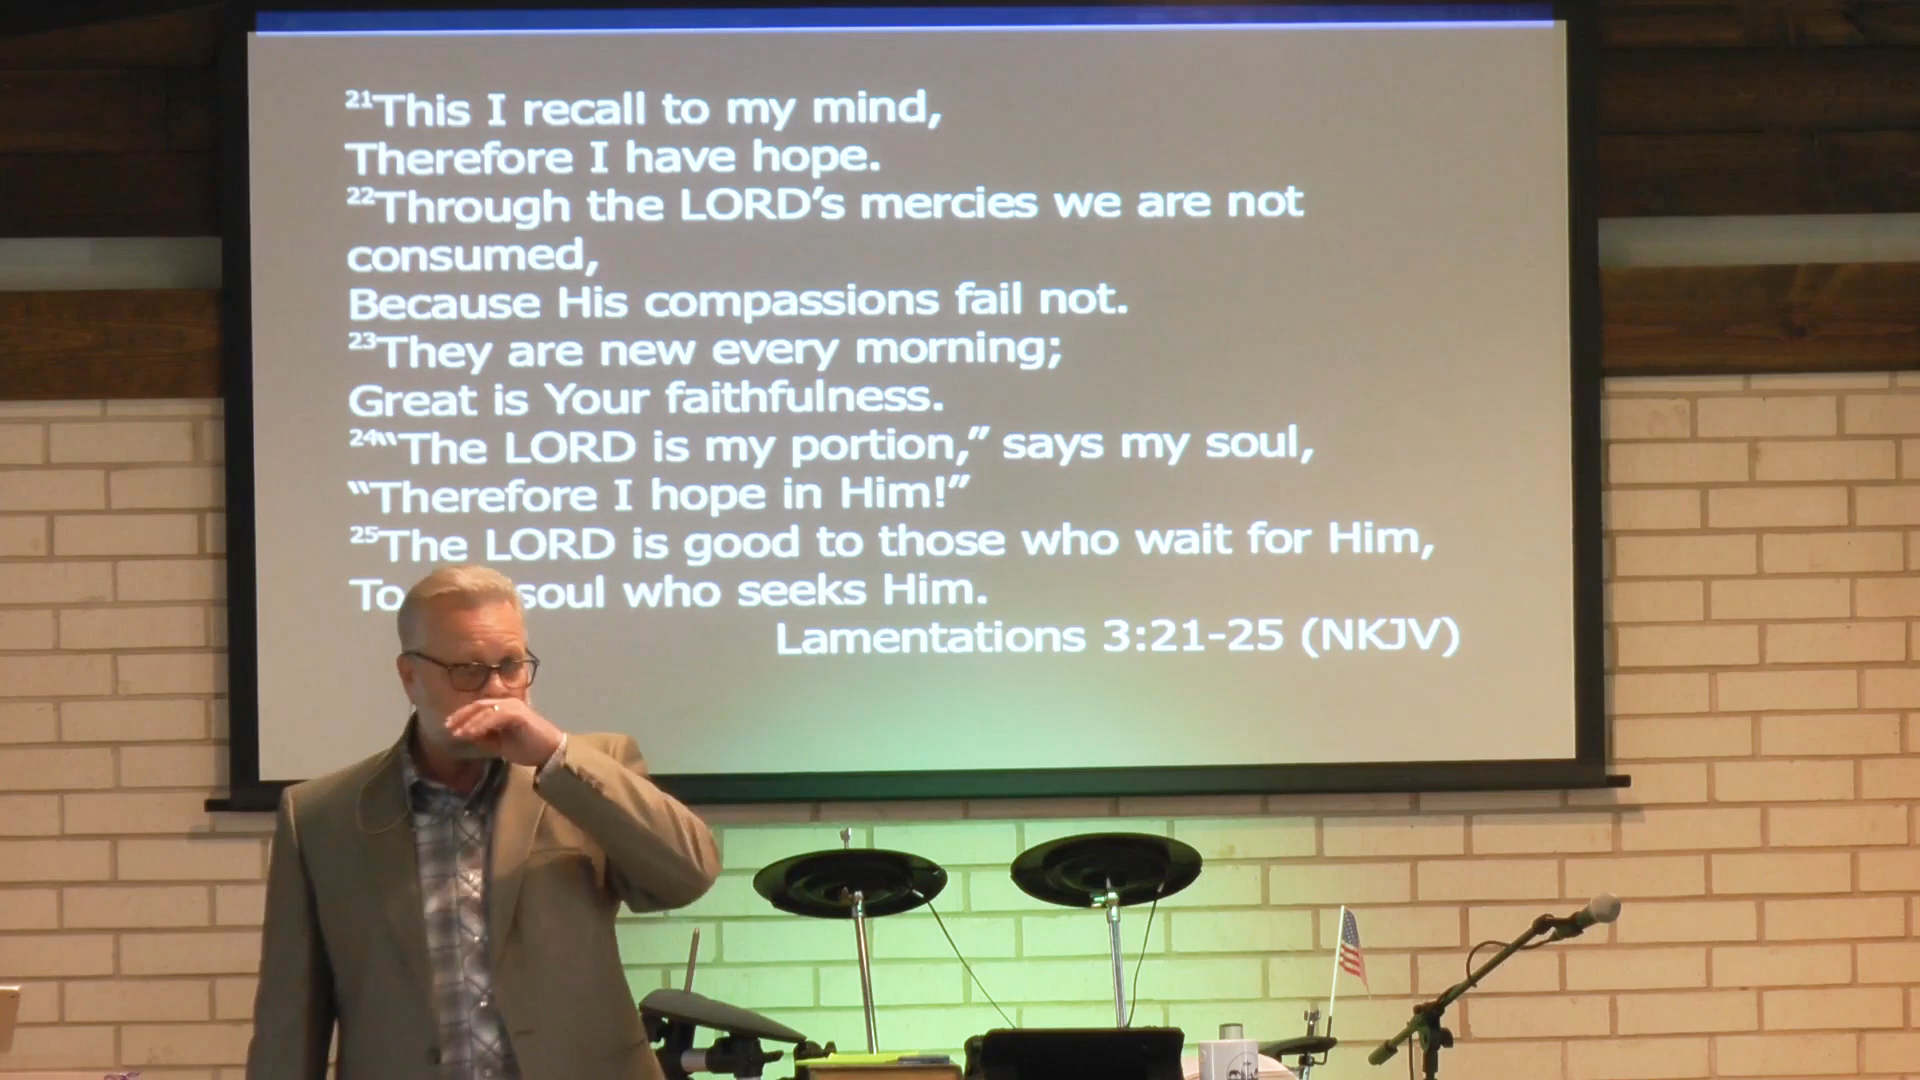 21This I recall to my mind,
Therefore I have hope.
22Through the LORD’s mercies we are not
consumed,
Because His compassions fail not.
23They are new every morning;
Great is Your faithfulness.
24“The LORD is my portion,” says my soul,
“Therefore I hope in Him!”
25The LORD is good to those who wait for Him,
To soul who seeks Him.
Lamentations 3:21-25 (NKJV)